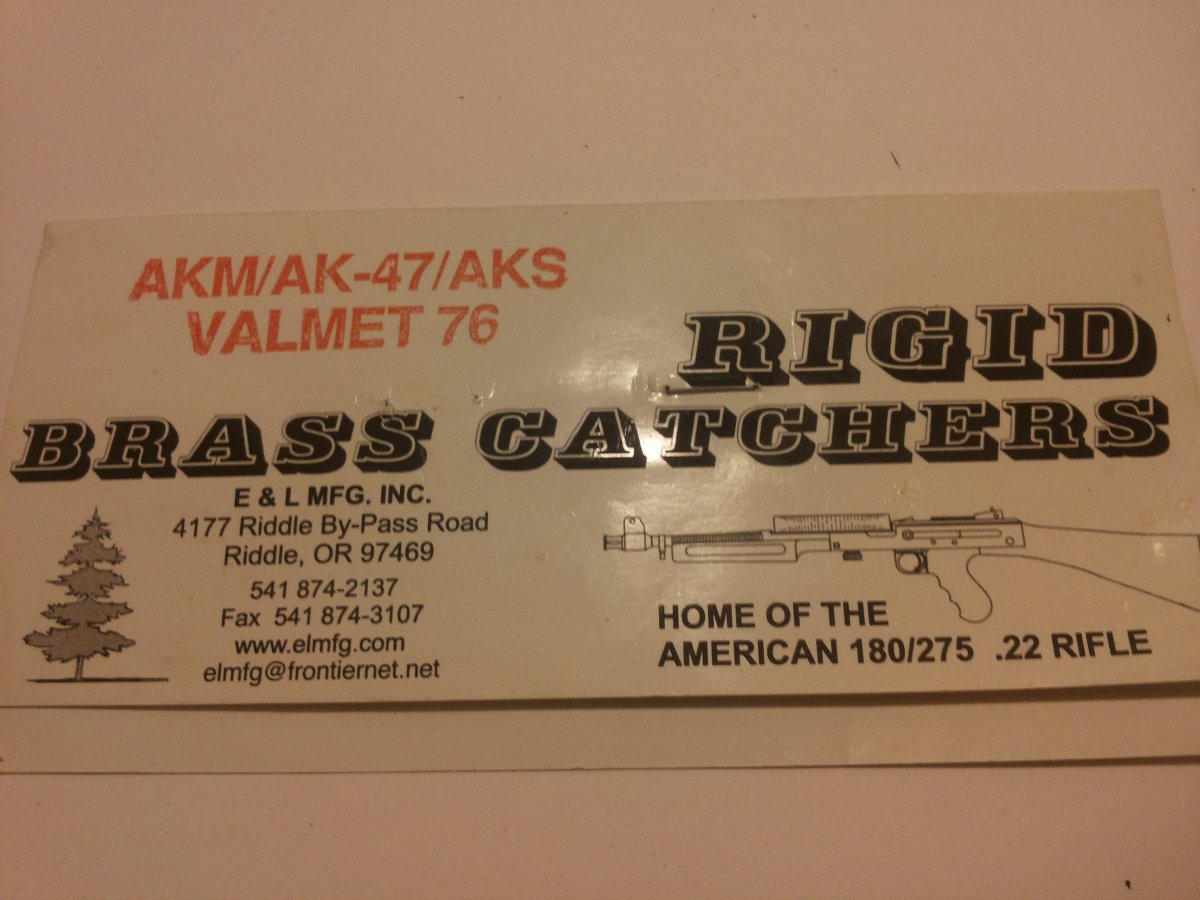 AKM/AK-47/AKS
VALMET 76
RIGID
BRASS CATCHERS
E & L MFG. INC.
4177 Riddle By-Pass Road
Riddle, OR 97469
541 874-2137
Fax 541 874-3107
www.elmfg.com
elmfg@frontiernet.net
HOME OF THE
AMERICAN 180/275 .22 RIFLE